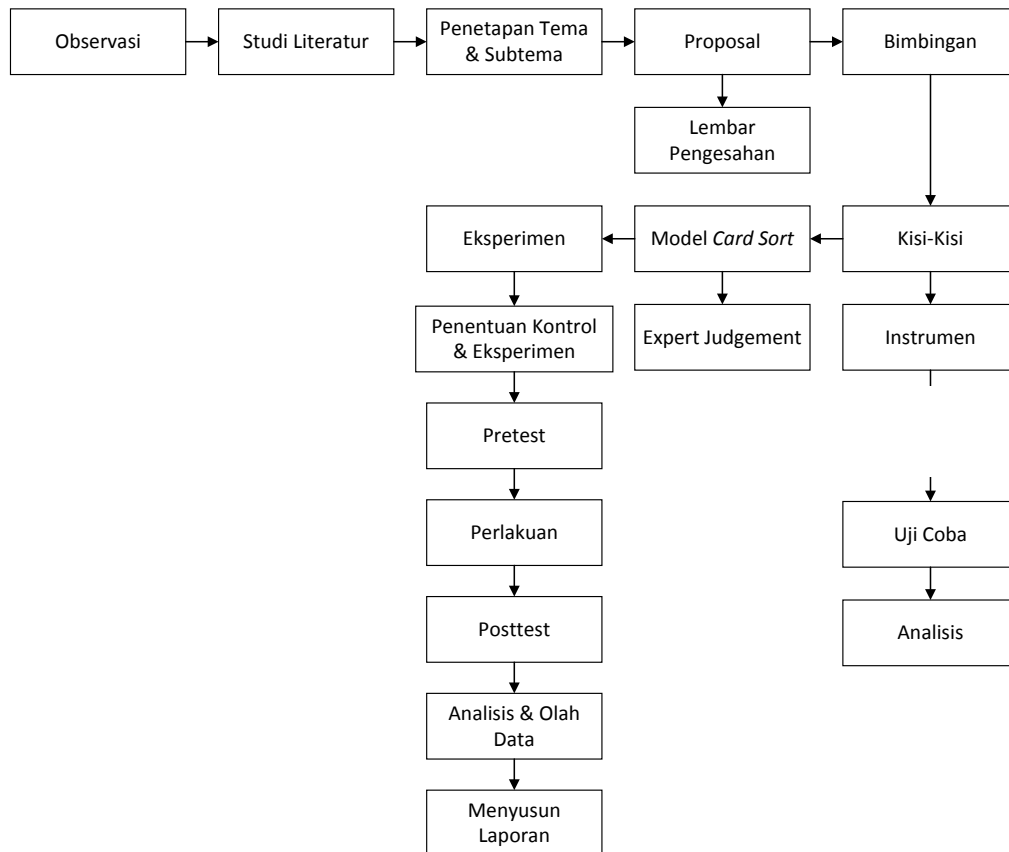 Observasi
Studi Literatur
Penetapan Tema
& Subtema
Proposal
Bimbingan
Lembar
Pengesahan
Eksperimen
Model Card Sort
Kisi-Kisi
Penentuan Kontrol
& Eksperimen
Expert Judgement
Instrumen
Pretest
Perlakuan
Uji Coba
Posttest
Analisis
Analisis & Olah
Data
Menyusun
Laporan